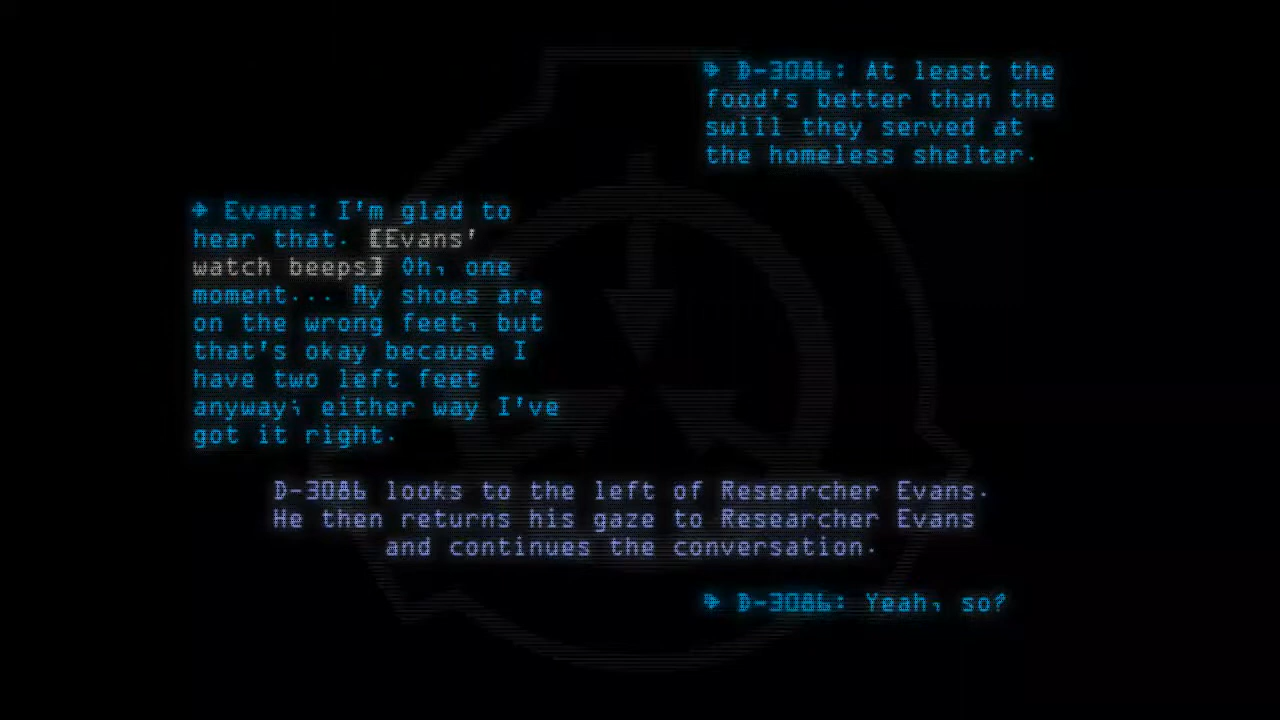 → D-3086: At least the
food's better than the
swill they served at
the homeless shelter.
→ Evans: I'm glad to
hear that. [Evans'
watch beeps] Oh, one
moment... My shoes are
on the wrong feet, but
that's okay because I
have two left feet
anyway; either way I've
got it right.
D-3086 looks to the left of Researcher Evans.
He then returns his gaze to Researcher Evans
and continues the conversation.
→ D-3086: Yeah, so?